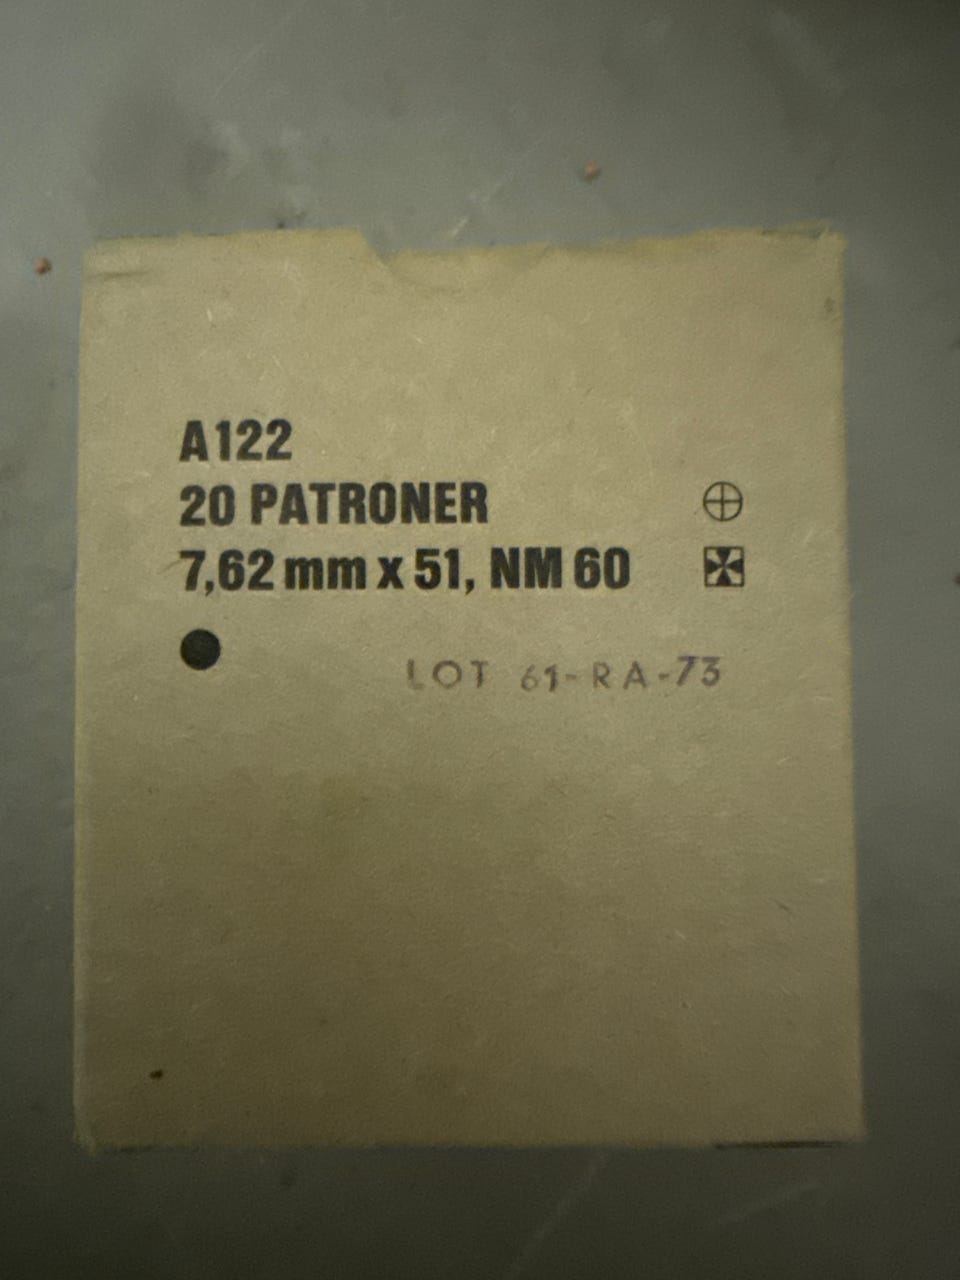 A122
20 PATRONER
7,62 mm x 51, NM 60
LOT 61-RA-73